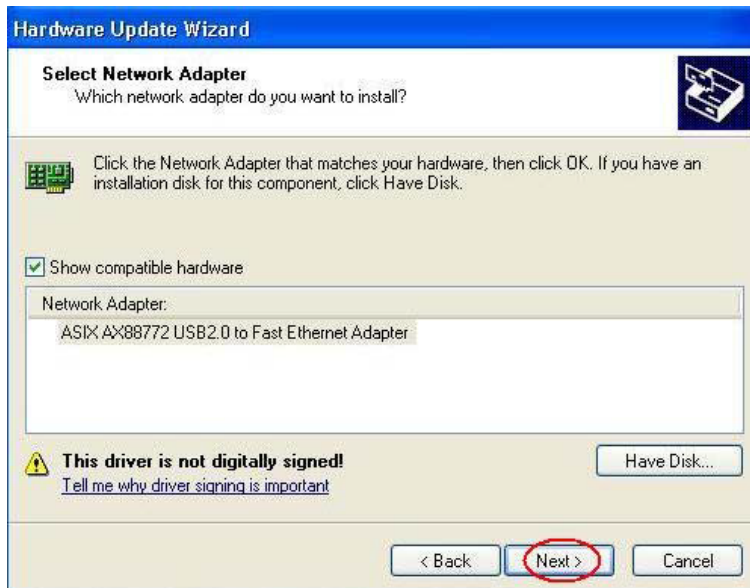 Hardware Update Wizard
Select Network Adapter
Which network adapter do you want to install?
Click the Network Adapter that matches your hardware, then click OK. If you have an
installation disk for this component, click Have Disk.
Show compatible hardware
Network Adapter:
ASIX AX88772 USB2.0 to Fast Ethernet Adapter
This driver is not digitally signed!
Tell me why driver signing is important
Have Disk...
< Back
Next >
Cancel